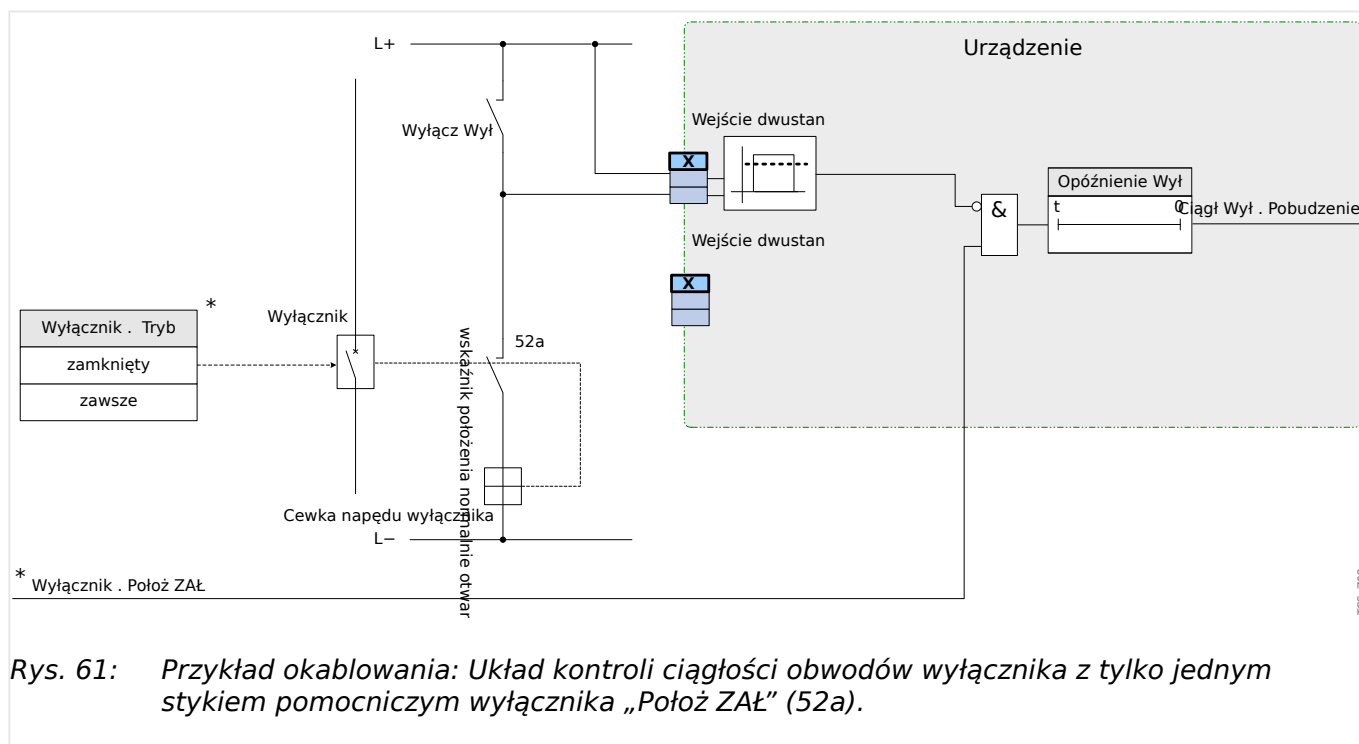 L+
Urządzenie
Wyłącz Wył
Wejście dwustan
X
Opóźnienie Wył
t
0
Ciągł Wył . Pobudzenie
&
Wejście dwustan
X
*
Wyłącznik . Tryb
zamknięty
zawsze
Wyłącznik
52a
wskaźnik położenia normalnie otwar
Cewka napędu wyłącznika
L−
*
Wyłącznik . Położ ZAŁ
Rys. 61: Przykład okablowania: Układ kontroli ciągłości obwodów wyłącznika z tylko jednym
stykiem pomocniczym wyłącznika „Położ ZAŁ” (52a).